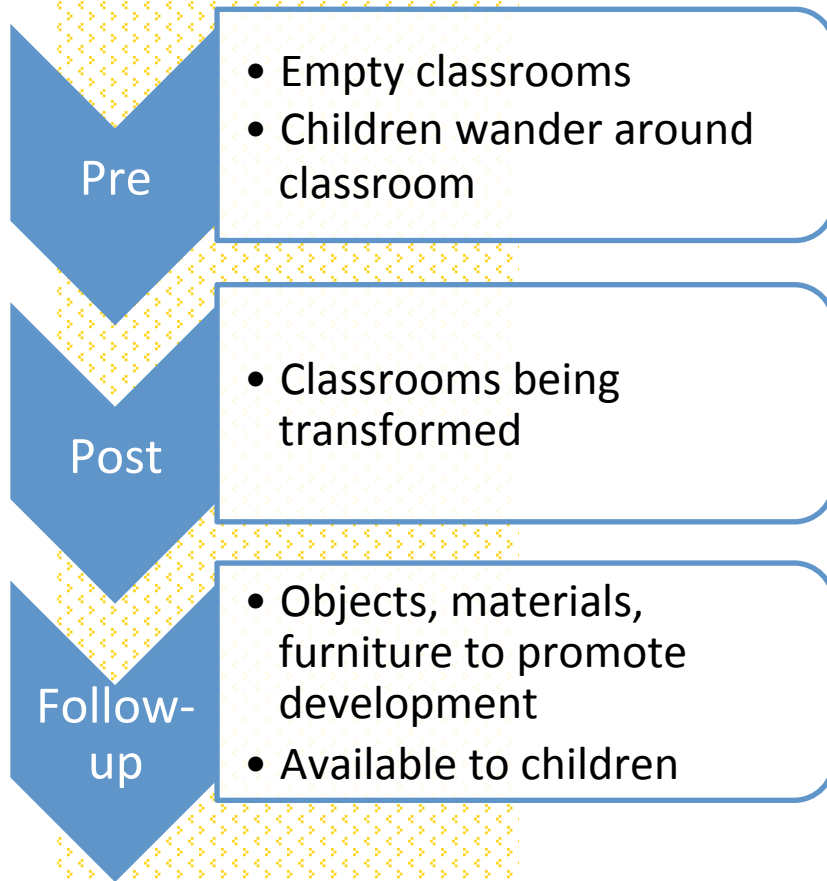 Pre
• Empty classrooms
• Children wander around
classroom
Post
• Classrooms being
transformed
Follow-
up
• Objects, materials,
furniture to promote
development
• Available to children